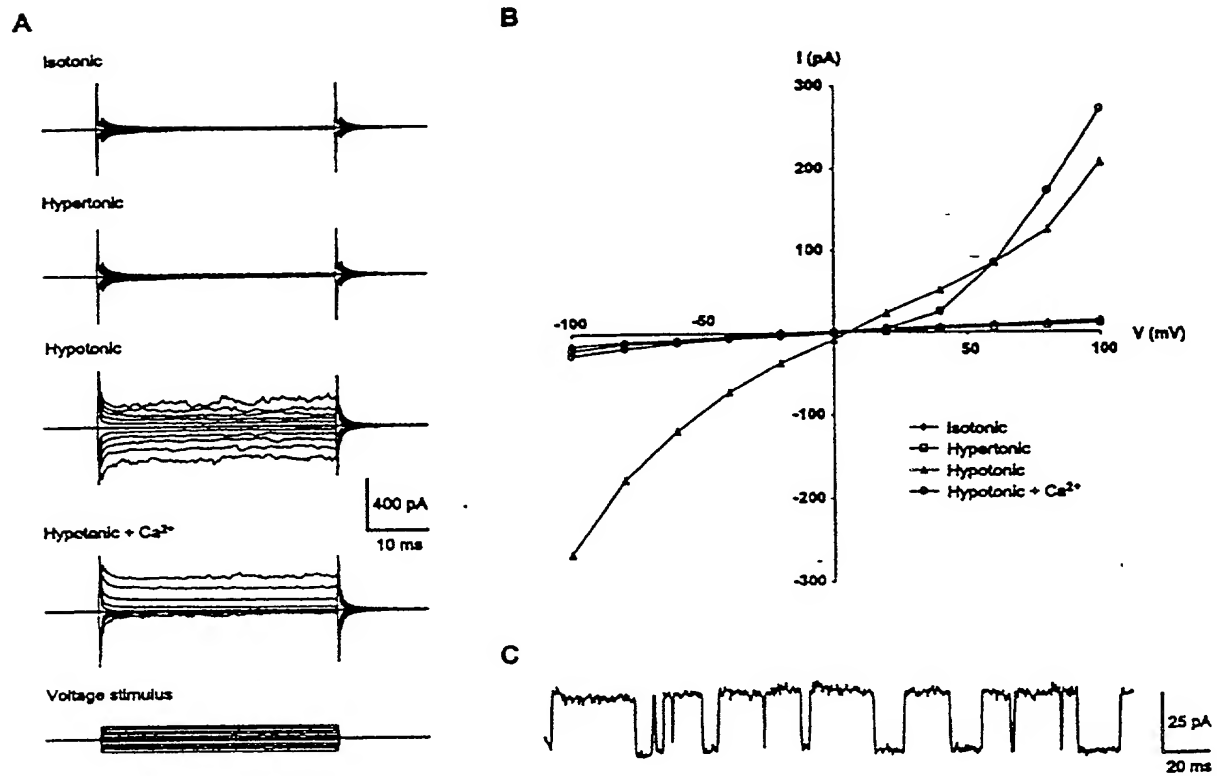 A
Isotonic
Hypertonic
Hypotonic
400 pA
10 ms
Hypotonic + Ca²⁺
Voltage stimulus
B
I (pA)
300
200
100
-100
-50
50
100
V (mV)
-100
-200
-300
Isotonic
Hypertonic
Hypotonic
Hypotonic + Ca²⁺
C
25 pA
20 ms